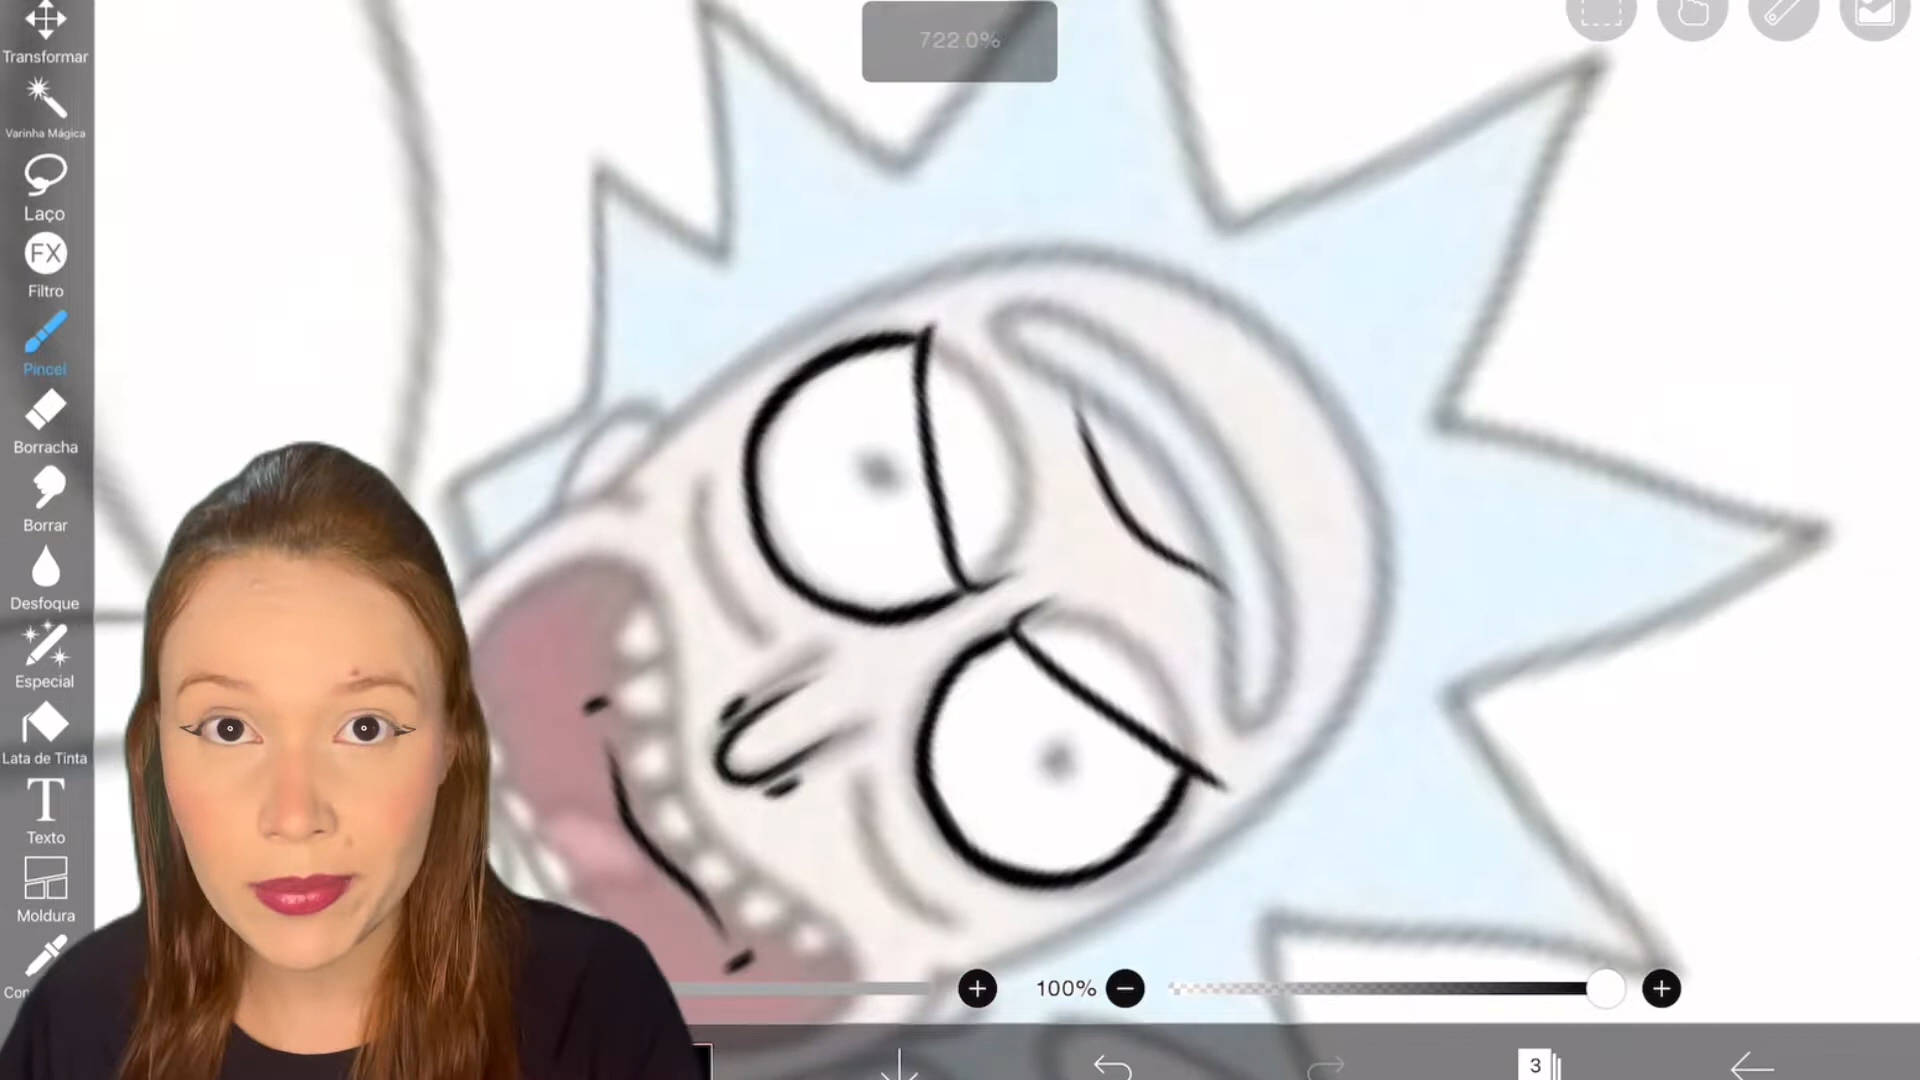 722.0%
Transformar
Varinha Mágica
Laço
FX
Filtro
Pincel
Borracha
Borrar
Desfoque
Especial
Lata de Tinta
T
Texto
Moldura
100%
3